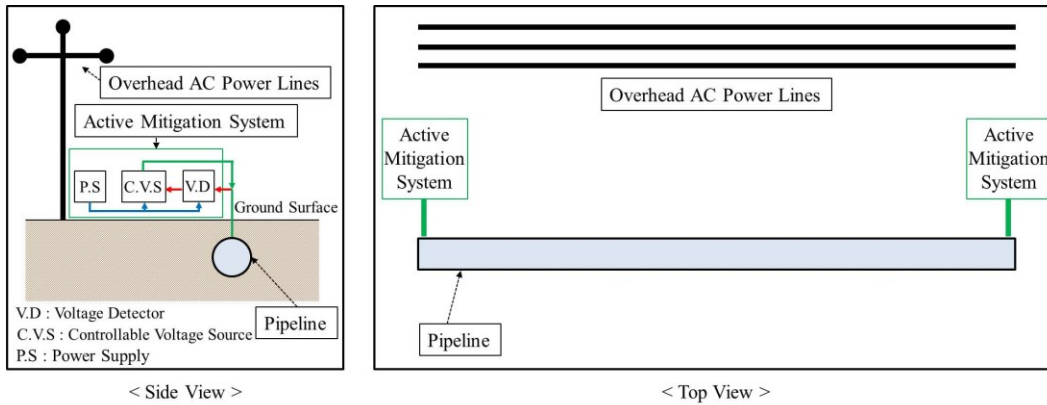 Overhead AC Power Lines
Active Mitigation System
P.S
C.V.S
V.D
Ground Surface
V.D : Voltage Detector
C.V.S : Controllable Voltage Source
P.S : Power Supply
Pipeline
< Side View >
Overhead AC Power Lines
Active
Mitigation
System
Active
Mitigation
System
Pipeline
< Top View >